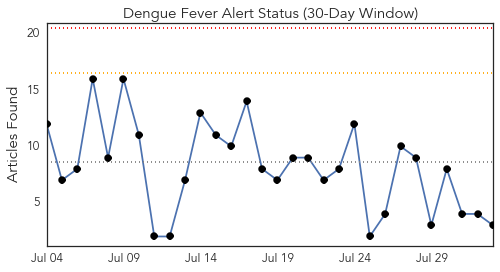 Dengue Fever Alert Status (30-Day Window)
Articles Found
20
15
10
5
Jul 04 Jul 09 Jul 14 Jul 19 Jul 24 Jul 29